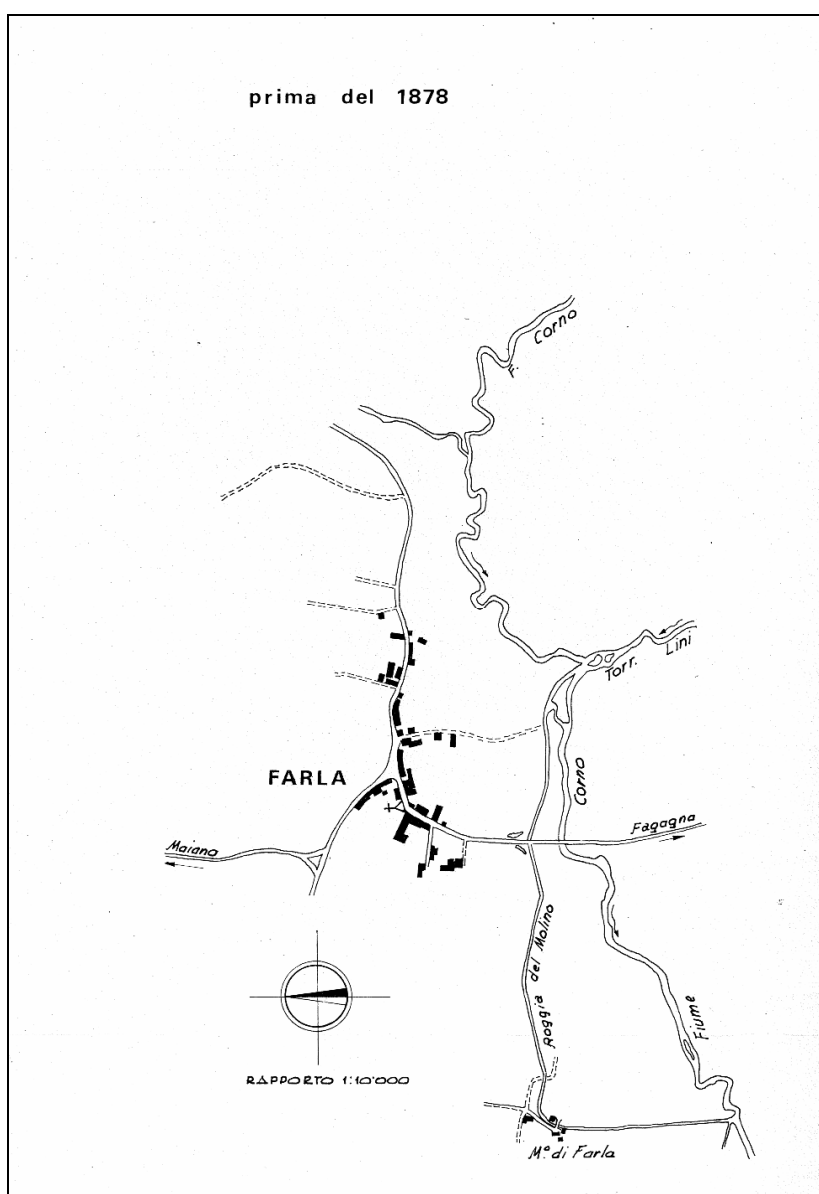 prima del 1878
F. Corno
Torr. Lini
FARLA
Corno
Fagagna
Maiano
Roggia del Molino
Fiume
RAPPORTO 1:10'000
Mº di Farla